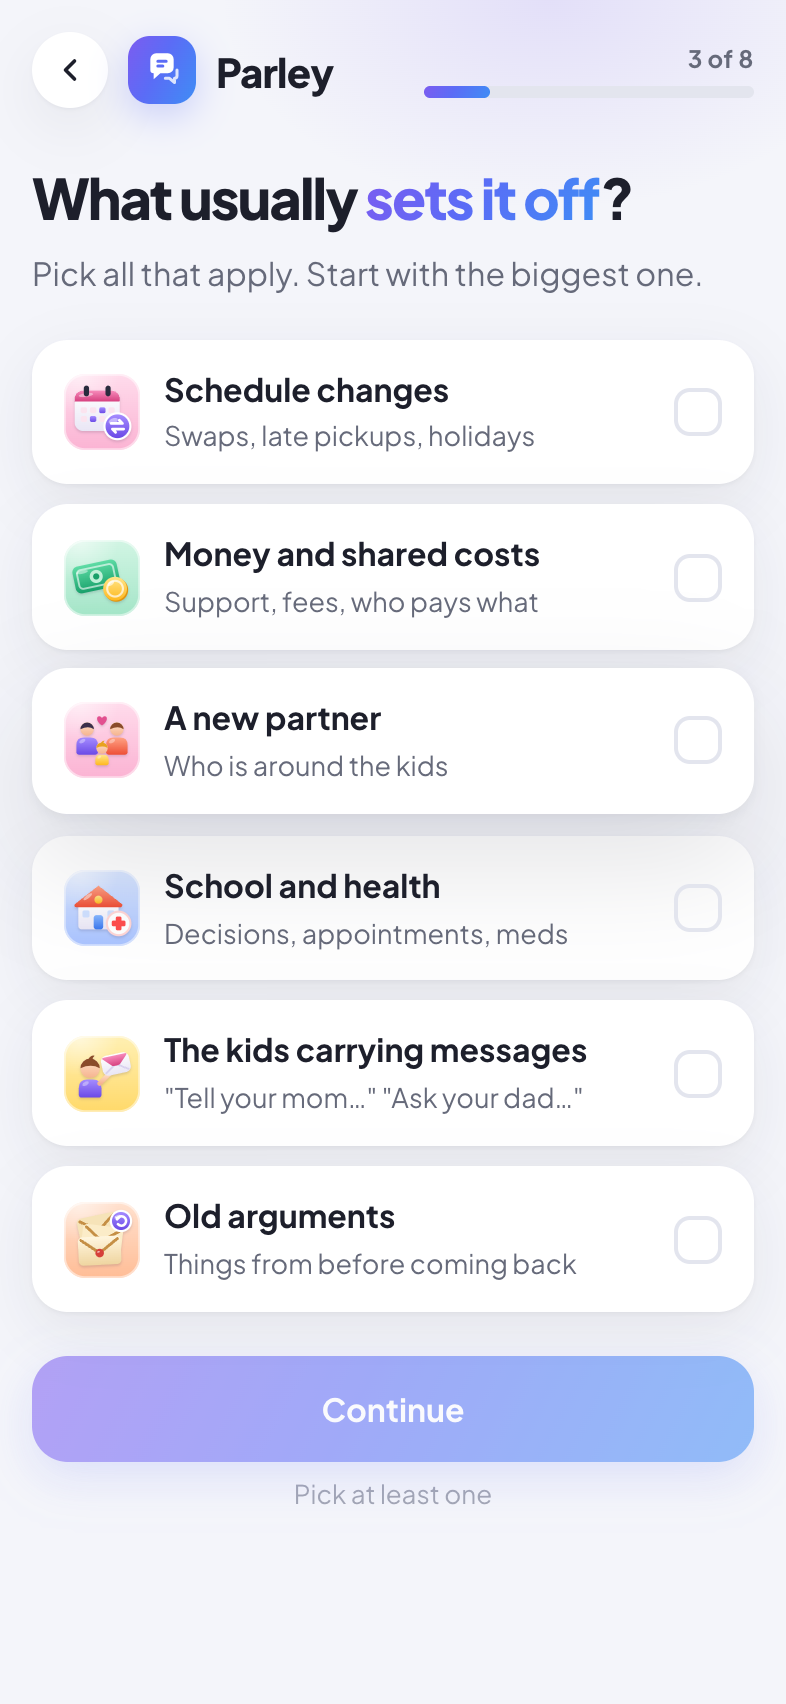 Parley
3 of 8
What usually sets it off?
Pick all that apply. Start with the biggest one.
Schedule changes
Swaps, late pickups, holidays
Money and shared costs
Support, fees, who pays what
A new partner
Who is around the kids
School and health
Decisions, appointments, meds
The kids carrying messages
"Tell your mom…" "Ask your dad…"
Old arguments
Things from before coming back
Continue
Pick at least one